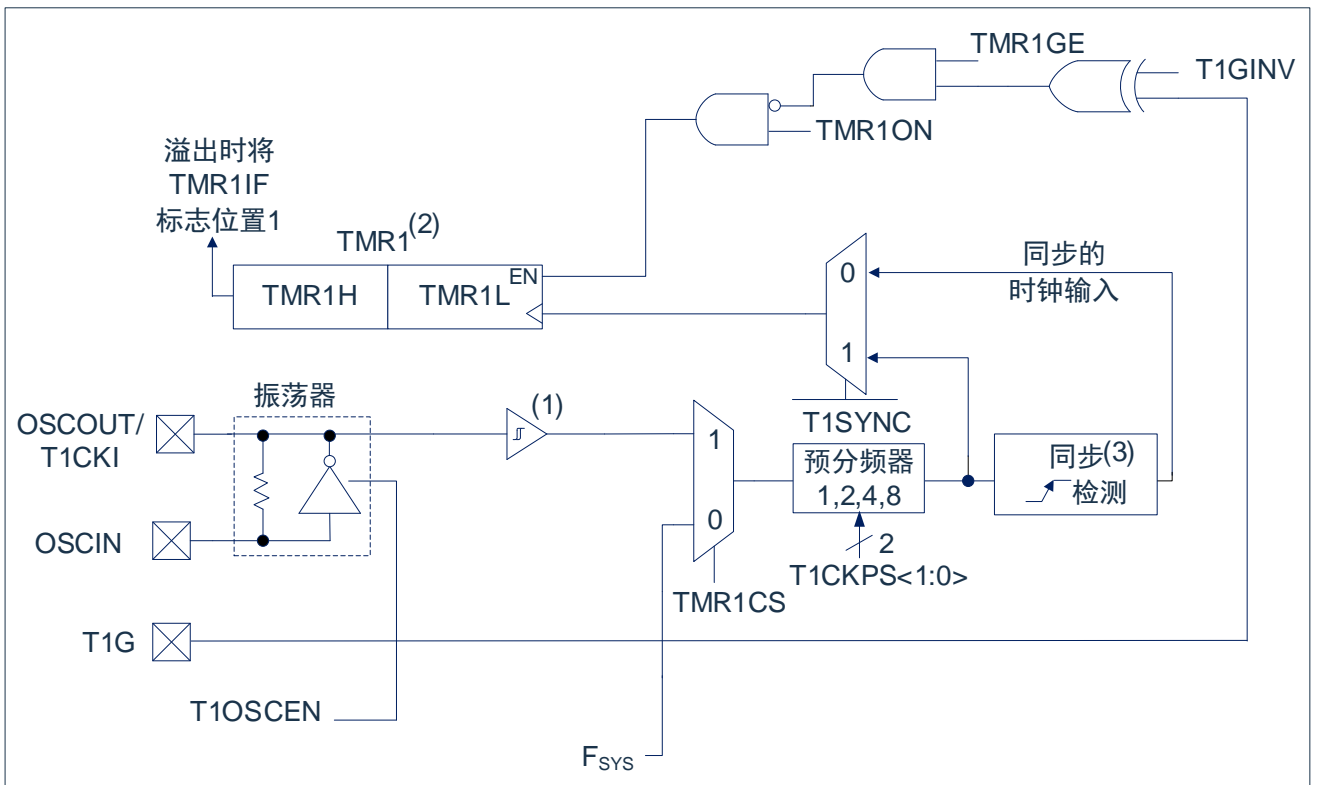 TMR1GE
T1GINV
TMR1ON
溢出时将
TMR1IF
标志位置1
TMR1(2)
EN
TMR1H
TMR1L
0
1
同步的
时钟输入
T1SYNC
振荡器
(1)
OSCOUT/
T1CKI
OSCIN
1
0
TMR1CS
预分频器
1,2,4,8
2
T1CKPS<1:0>
同步(3)
检测
T1G
T1OSCEN
FSYS